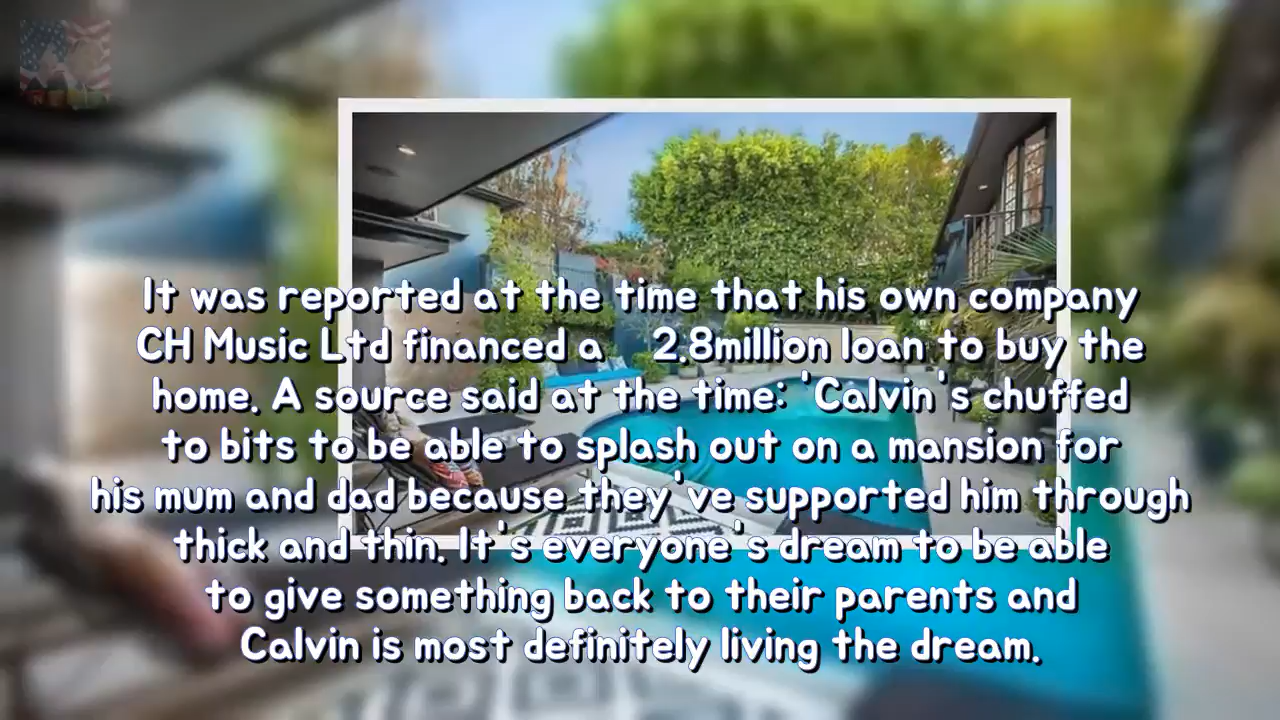 It was reported at the time that his own company
CH Music Ltd financed a 2.8million loan to buy the
home. A source said at the time: 'Calvin's chuffed
to bits to be able to splash out on a mansion for
his mum and dad because they've supported him through
thick and thin. It's everyone's dream to be able
to give something back to their parents and
Calvin is most definitely living the dream.